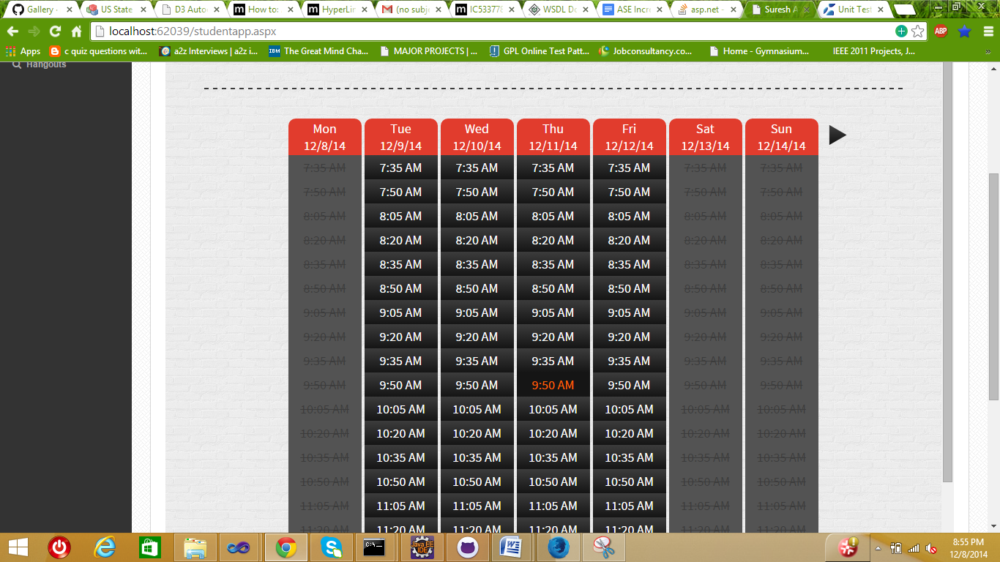 Gallery
US State
D3 Auto
How to:
HyperLin
(no subj
IC533778
WSDL Do
ASE Incre
asp.net -
Suresh A
Unit Test
localhost:62039/studentapp.aspx
ABP
Apps c quiz questions wit... a2z Interviews | a2z i... IBM The Great Mind Cha... MAJOR PROJECTS | ... GPL Online Test Patt... Jobconsultancy.co... Home - Gymnasium... IEEE 2011 Projects, J... »
Hangouts
Mon Tue Wed Thu Fri Sat Sun
12/8/14 12/9/14 12/10/14 12/11/14 12/12/14 12/13/14 12/14/14
7:35 AM 7:35 AM 7:35 AM 7:35 AM 7:35 AM 7:35 AM 7:35 AM
7:50 AM 7:50 AM 7:50 AM 7:50 AM 7:50 AM 7:50 AM 7:50 AM
8:05 AM 8:05 AM 8:05 AM 8:05 AM 8:05 AM 8:05 AM 8:05 AM
8:20 AM 8:20 AM 8:20 AM 8:20 AM 8:20 AM 8:20 AM 8:20 AM
8:35 AM 8:35 AM 8:35 AM 8:35 AM 8:35 AM 8:35 AM 8:35 AM
8:50 AM 8:50 AM 8:50 AM 8:50 AM 8:50 AM 8:50 AM 8:50 AM
9:05 AM 9:05 AM 9:05 AM 9:05 AM 9:05 AM 9:05 AM 9:05 AM
9:20 AM 9:20 AM 9:20 AM 9:20 AM 9:20 AM 9:20 AM 9:20 AM
9:35 AM 9:35 AM 9:35 AM 9:35 AM 9:35 AM 9:35 AM 9:35 AM
9:50 AM 9:50 AM 9:50 AM 9:50 AM 9:50 AM 9:50 AM 9:50 AM
10:05 AM 10:05 AM 10:05 AM 10:05 AM 10:05 AM 10:05 AM 10:05 AM
10:20 AM 10:20 AM 10:20 AM 10:20 AM 10:20 AM 10:20 AM 10:20 AM
10:35 AM 10:35 AM 10:35 AM 10:35 AM 10:35 AM 10:35 AM 10:35 AM
10:50 AM 10:50 AM 10:50 AM 10:50 AM 10:50 AM 10:50 AM 10:50 AM
11:05 AM 11:05 AM 11:05 AM 11:05 AM 11:05 AM 11:05 AM 11:05 AM
11:20 AM 11:20 AM 11:20 AM 11:20 AM 11:20 AM 11:20 AM 11:20 AM
C:\.
Java EE
IDE
8:55 PM
12/8/2014